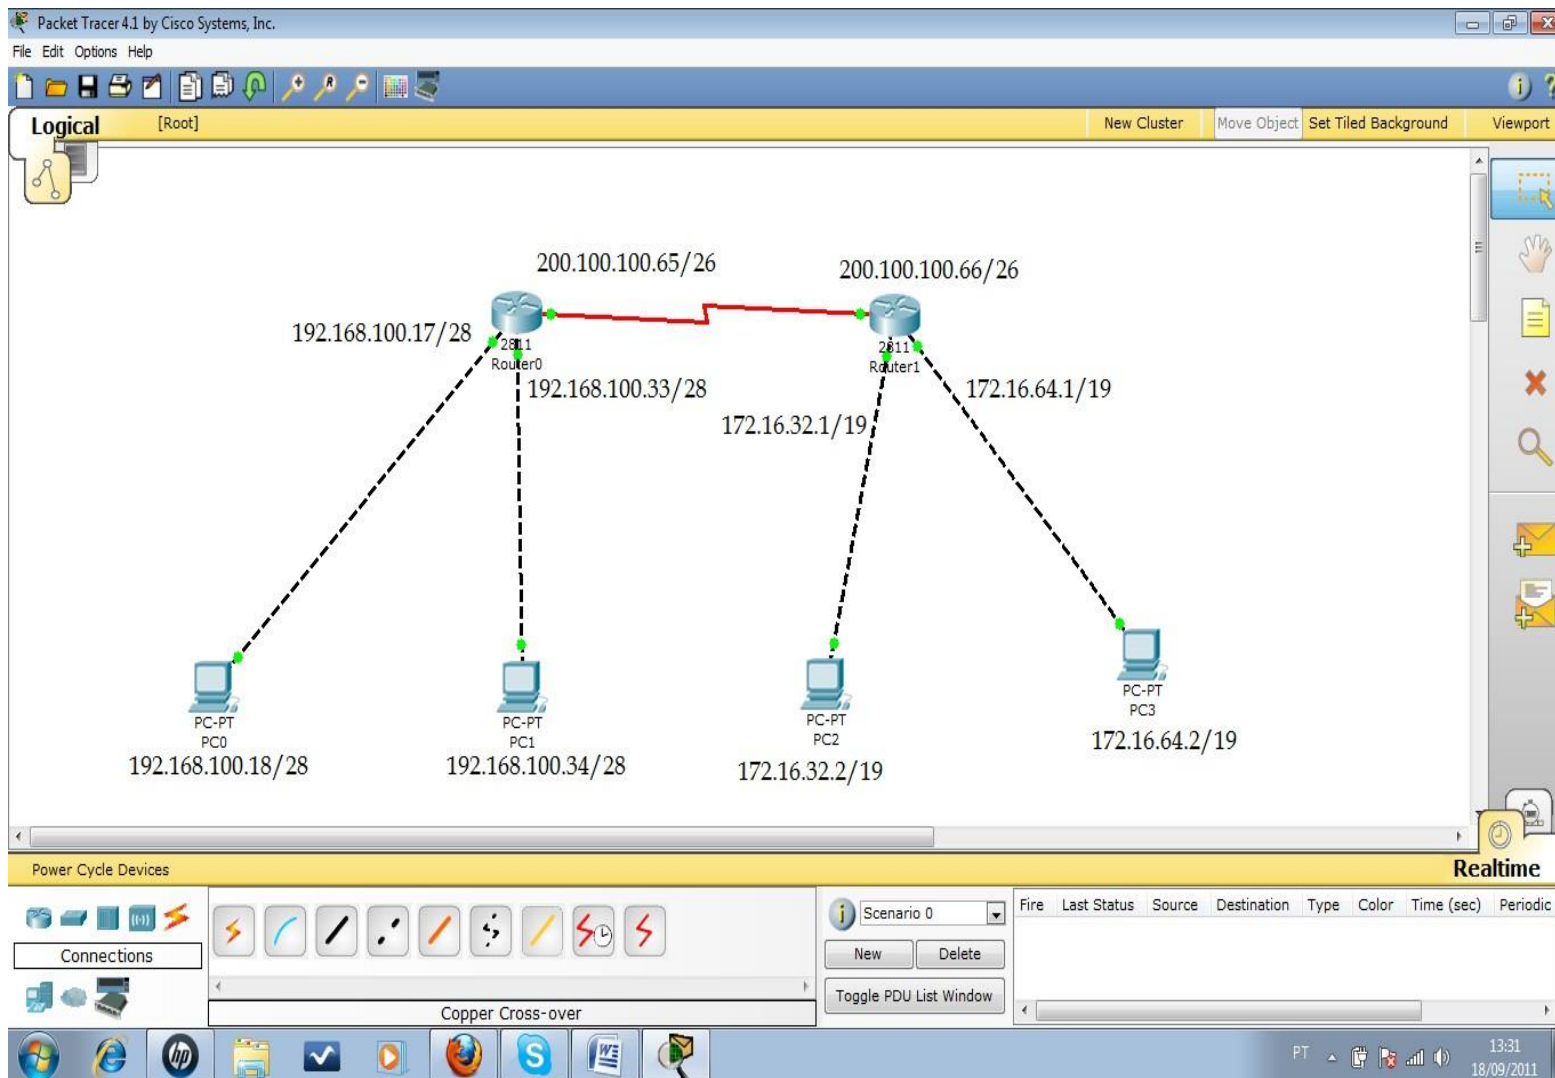 Packet Tracer 4.1 by Cisco Systems, Inc.
File Edit Options Help
Logical [Root] New Cluster Move Object Set Tiled Background Viewport
200.100.100.65/26
200.100.100.66/26
192.168.100.17/28
2811
Router0
2811
Router1
192.168.100.33/28
172.16.64.1/19
172.16.32.1/19
PC-PT
PC0
192.168.100.18/28
PC-PT
PC1
192.168.100.34/28
PC-PT
PC2
172.16.32.2/19
PC-PT
PC3
172.16.64.2/19
Realtime
Power Cycle Devices
Connections
Copper Cross-over
Scenario 0
New Delete
Toggle PDU List Window
Fire Last Status Source Destination Type Color Time (sec) Periodic
hp
PT
13:31
18/09/2011